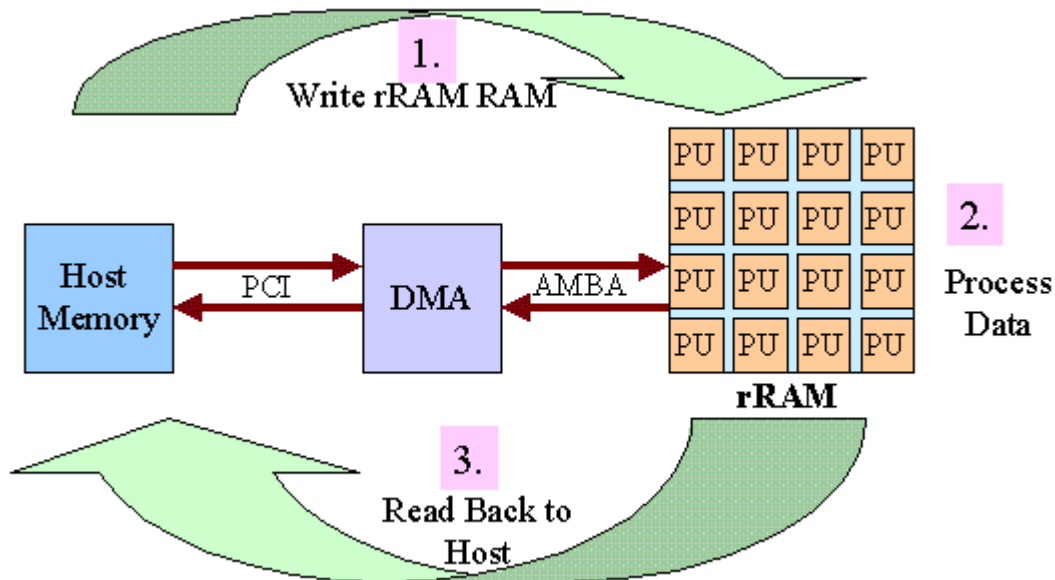 1.
Write rRAM RAM
PU PU PU PU
PU PU PU PU
PU PU PU PU
PU PU PU PU
rRAM
2.
Process
Data
Host
Memory
PCI
DMA
AMBA
3.
Read Back to
Host